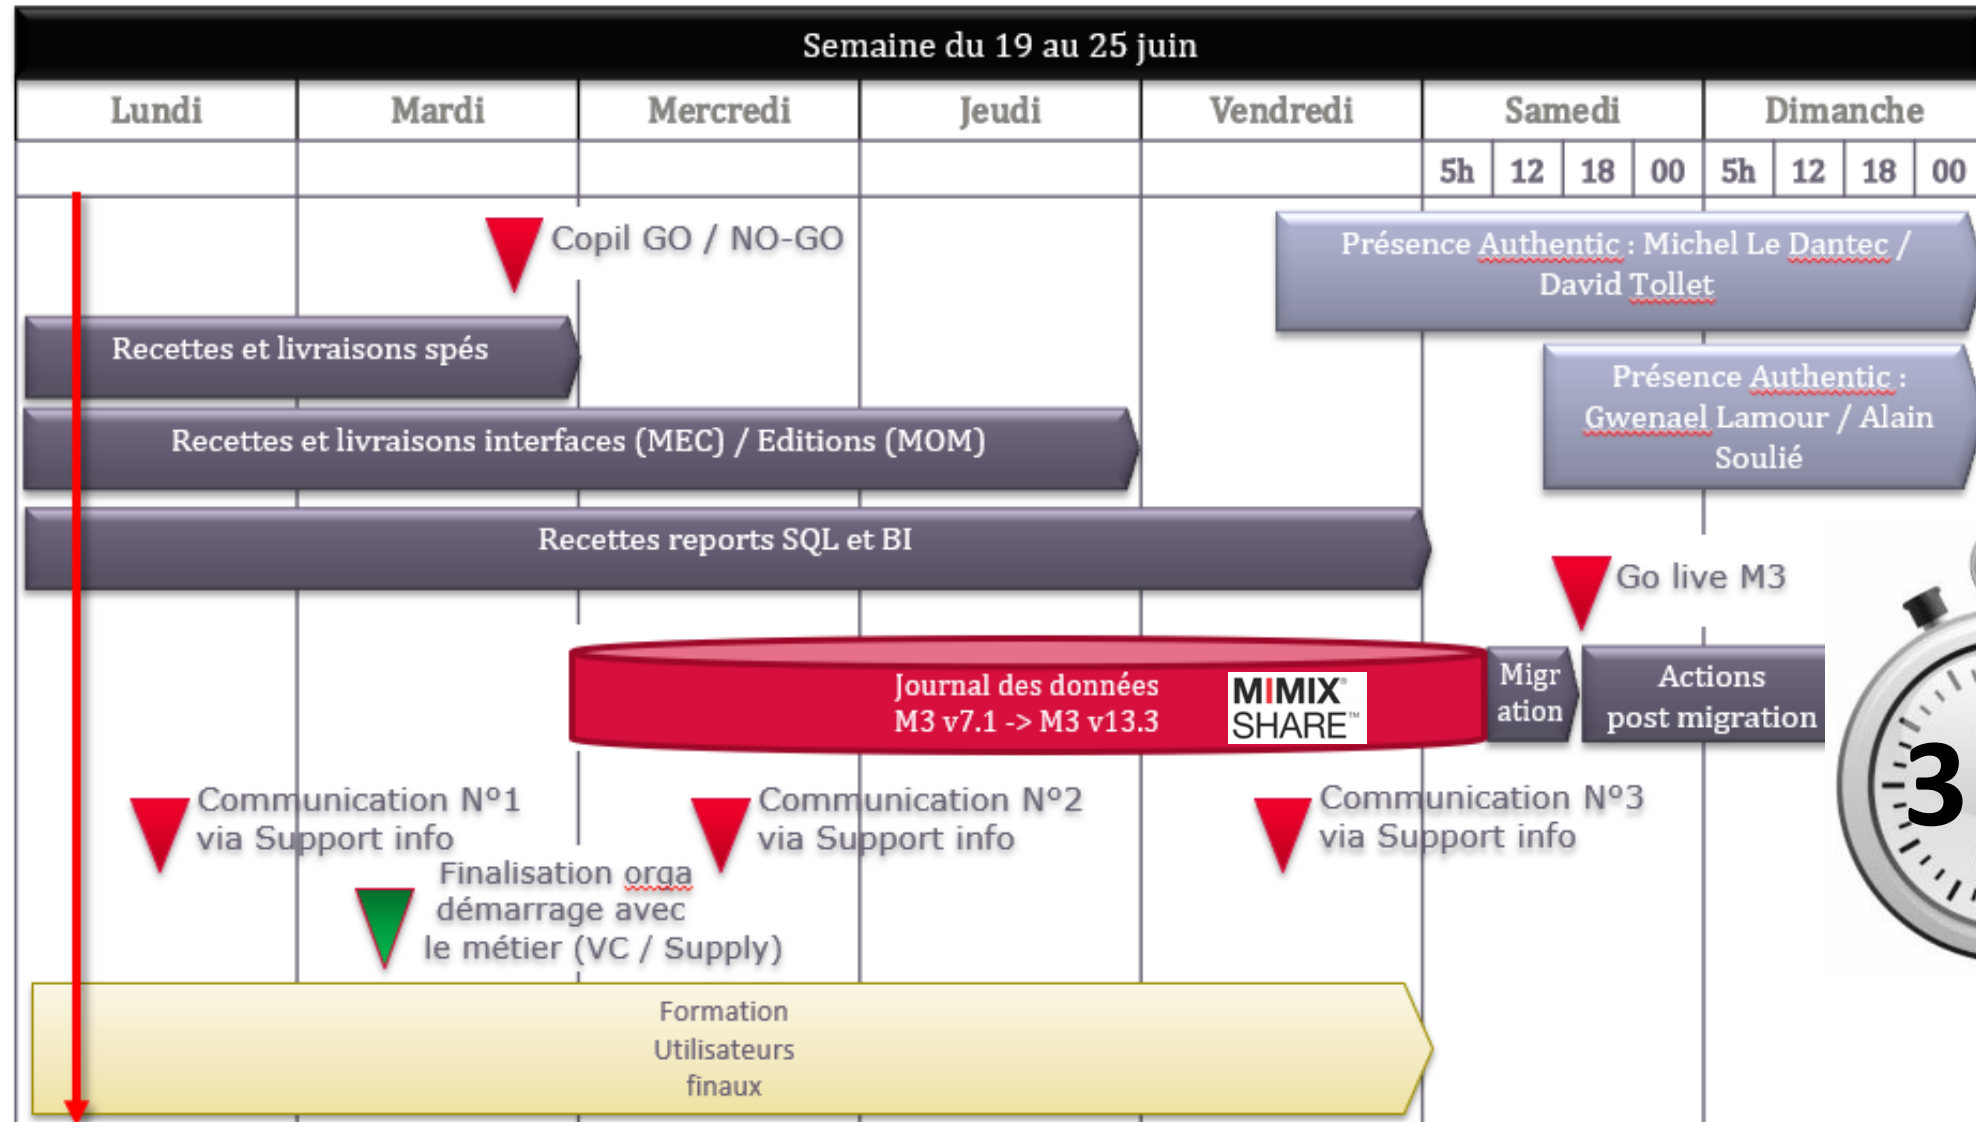 Semaine du 19 au 25 juin
Lundi Mardi Mercredi Jeudi Vendredi Samedi Dimanche
5h 12 18 00 5h 12 18 00
Copil GO / NO-GO
Présence Authentic : Michel Le Dantec /
David Tollet
Recettes et livraisons spés
Présence Authentic :
Gwenael Lamour / Alain
Soulié
Recettes et livraisons interfaces (MEC) / Editions (MOM)
Recettes reports SQL et BI
Go live M3
Journal des données
M3 v7.1 -> M3 v13.3
MIMIX®
SHARE™
Migr
ation
Actions
post migration
3
Communication N°1
via Support info
Communication N°2
via Support info
Communication N°3
via Support info
Finalisation orga
démarrage avec
le métier (VC / Supply)
Formation
Utilisateurs
finaux